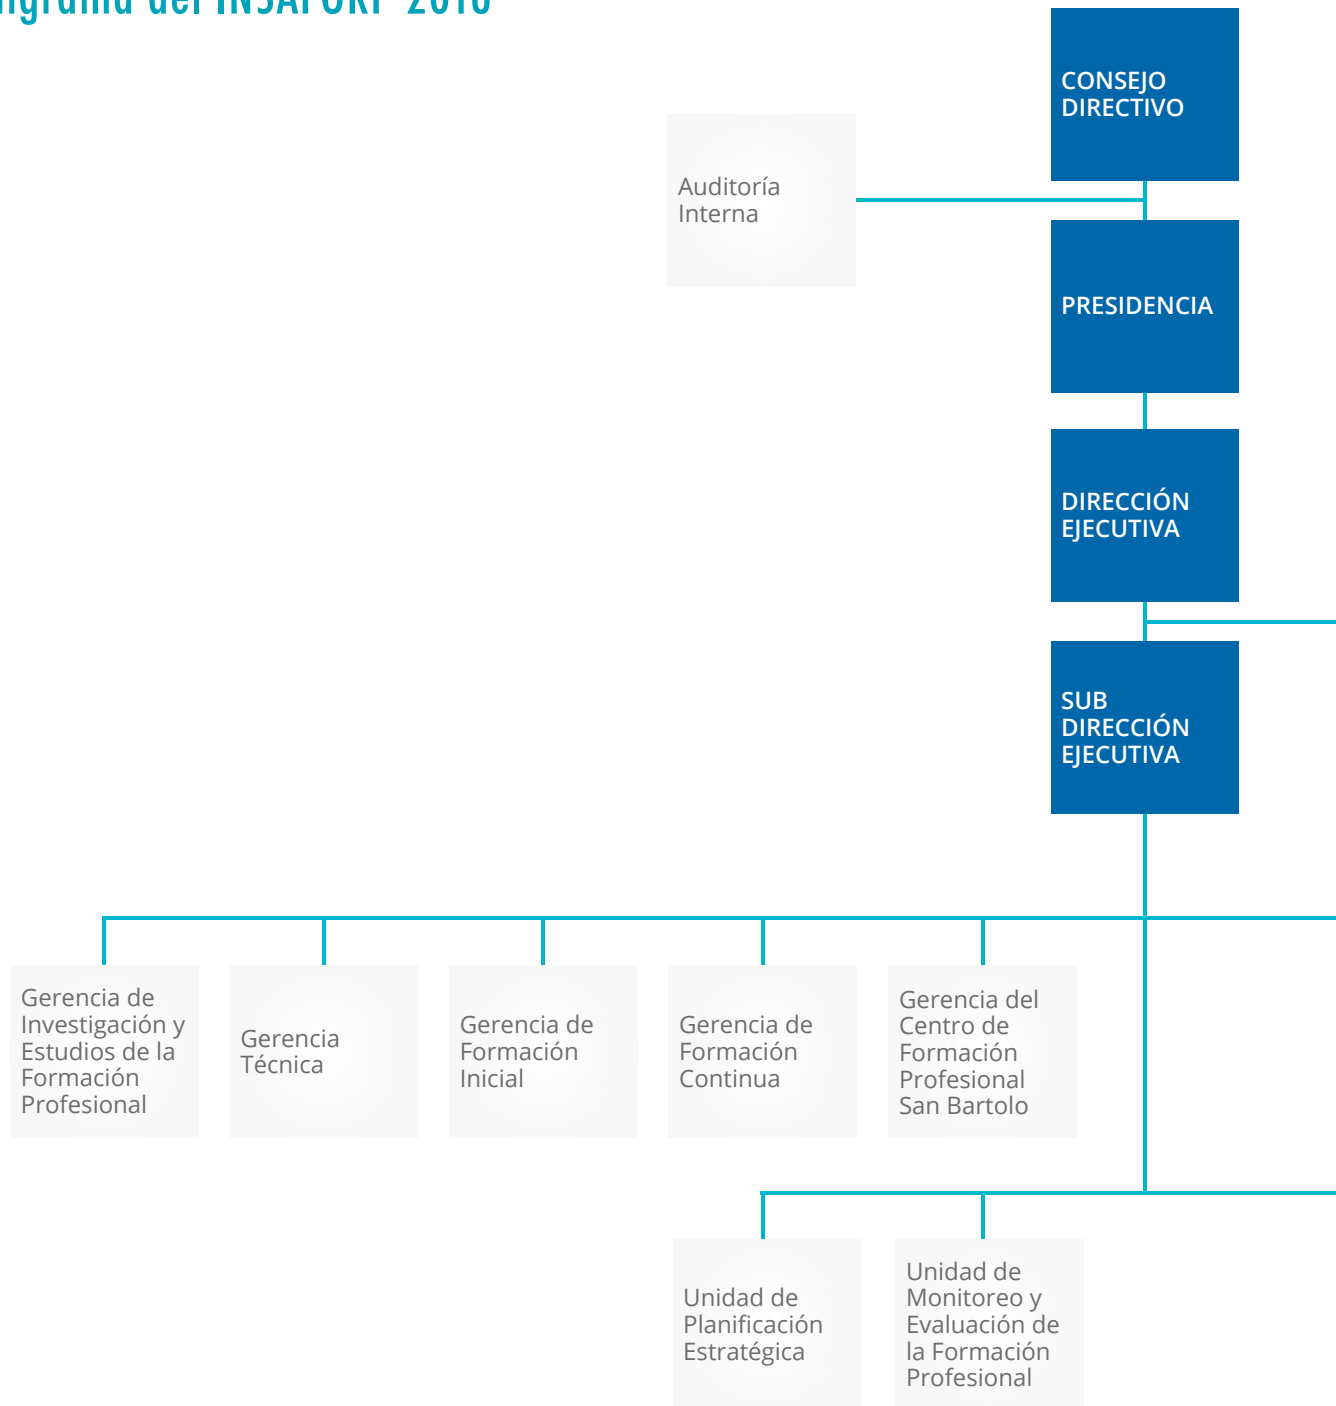 del INSAFORP
CONSEJO
DIRECTIVO
Auditoría
Interna
PRESIDENCIA
DIRECCIÓN
EJECUTIVA
SUB
DIRECCIÓN
EJECUTIVA
Gerencia de
Investigación y
Estudios de la
Formación
Profesional
Gerencia
Técnica
Gerencia de
Formación
Inicial
Gerencia de
Formación
Continua
Gerencia del
Centro de
Formación
Profesional
San Bartolo
Unidad de
Planificación
Estratégica
Unidad de
Monitoreo y
Evaluación de
la Formación
Profesional